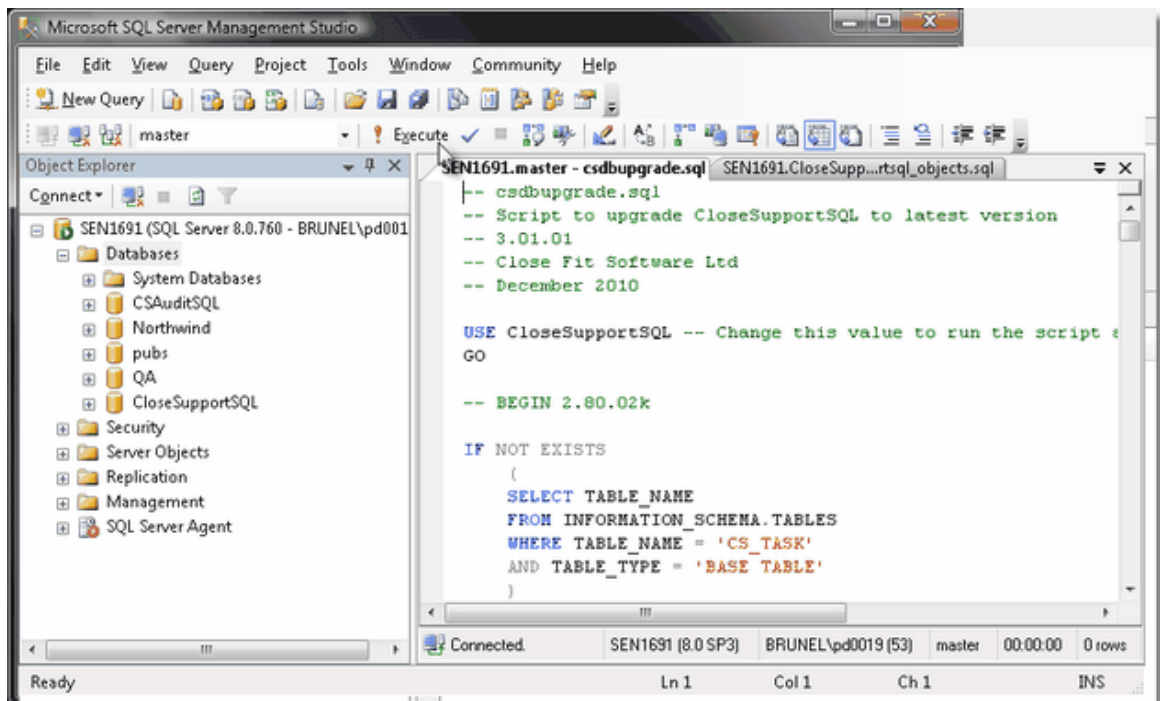 Microsoft SQL Server Management Studio
File Edit View Query Project Tools Window Community Help
New Query
master Execute
Object Explorer
Connect
SEN1691 (SQL Server 8.0.760 - BRUNEL\pd001
Databases
System Databases
CSAuditSQL
Northwind
pubs
QA
CloseSupportSQL
Security
Server Objects
Replication
Management
SQL Server Agent
SEN1691.master - csdbupgrade.sql SEN1691.CloseSupp...rtsql_objects.sql
-- csdbupgrade.sql
-- Script to upgrade CloseSupportSQL to latest version
-- 3.01.01
-- Close Fit Software Ltd
-- December 2010
USE CloseSupportSQL -- Change this value to run the script
GO
-- BEGIN 2.80.02k
IF NOT EXISTS
(
SELECT TABLE_NAME
FROM INFORMATION_SCHEMA.TABLES
WHERE TABLE_NAME = 'CS_TASK'
AND TABLE_TYPE = 'BASE TABLE'
)
Connected. SEN1691 (8.0 SP3) BRUNEL\pd0019 (53) master 00:00:00 0 rows
Ready Ln 1 Col 1 Ch 1 INS